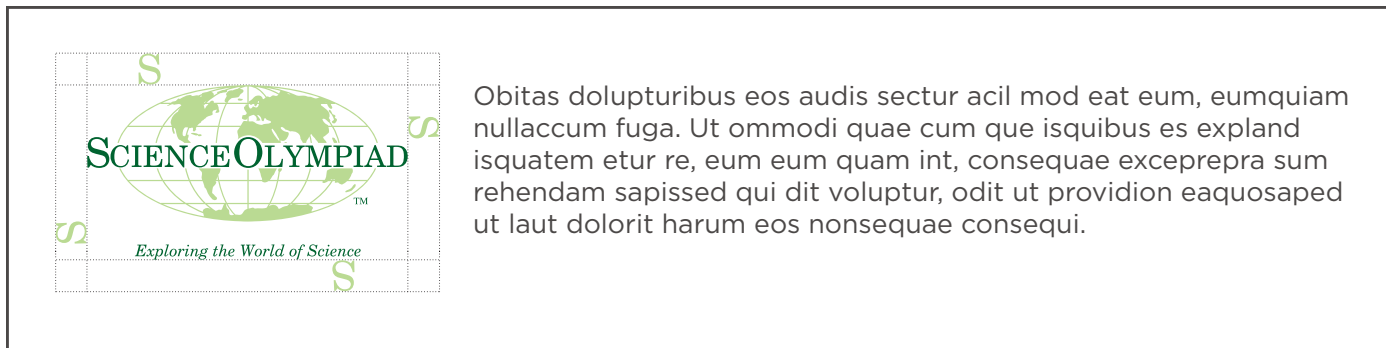 S
S
SCIENCE OLYMPIAD
TM
S
Exploring the World of Science
S
Obitas dolupturibus eos audis sectur acil mod eat eum, eumquiam
nullaccum fuga. Ut ommodi quae cum que isquibus es expland
isquatem etur re, eum eum quam int, consequae exceprepra sum
rehendam sapissed qui dit voluptur, odit ut providion eaquosaped
ut laut dolorit harum eos nonsequae consequi.